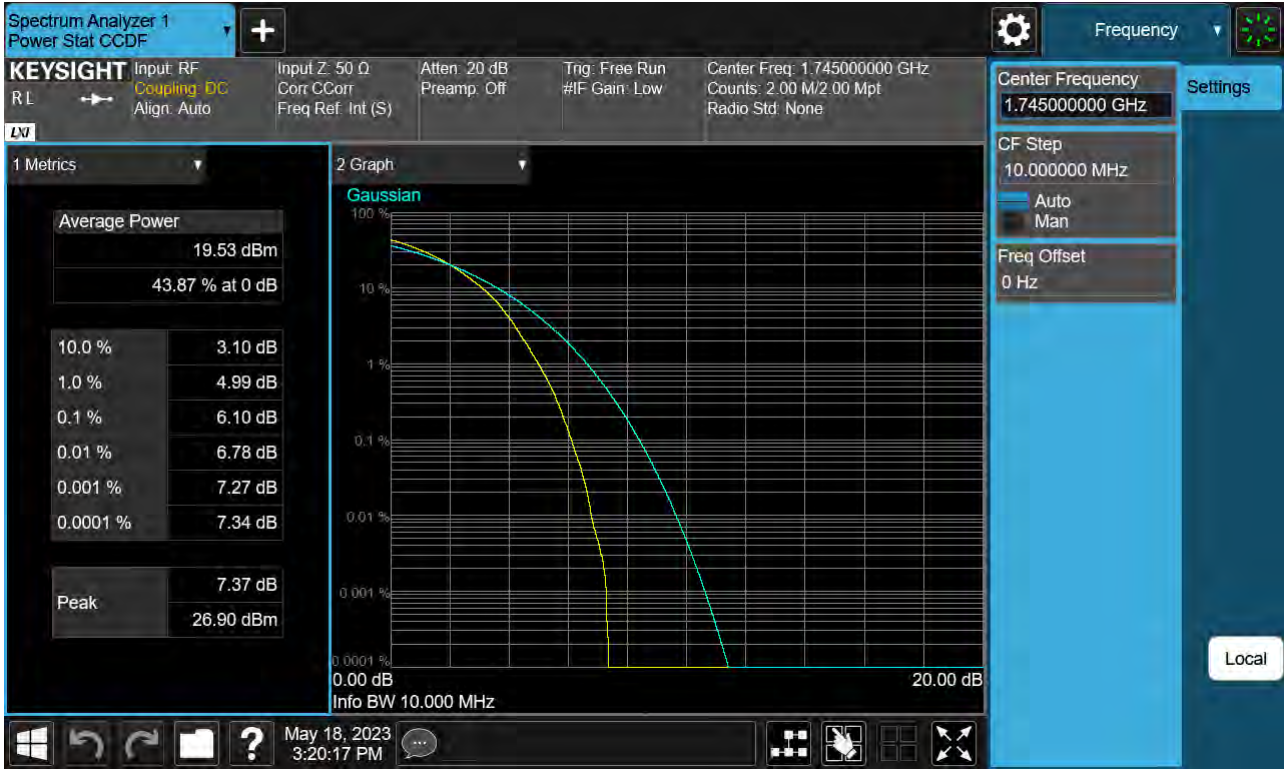 Spectrum Analyzer 1
Power Stat CCDF
+
Frequency
KEYSIGHT
R L
LXI
Input: RF
Coupling: DC
Align: Auto
Input Z: 50 Ω
Corr CCorr
Freq Ref: Int (S)
Atten: 20 dB
Preamp: Off
Trig: Free Run
#IF Gain: Low
Center Freq: 1.745000000 GHz
Counts: 2.00 M/2.00 Mpt
Radio Std: None
1 Metrics
Average Power
19.53 dBm
43.87 % at 0 dB
10.0 % 3.10 dB
1.0 % 4.99 dB
0.1 % 6.10 dB
0.01 % 6.78 dB
0.001 % 7.27 dB
0.0001 % 7.34 dB
Peak
7.37 dB
26.90 dBm
2 Graph
Gaussian
100 %
10 %
1 %
0.1 %
0.01 %
0.001 %
0.0001 %
0.00 dB 20.00 dB
Info BW 10.000 MHz
Center Frequency
1.745000000 GHz
CF Step
10.000000 MHz
Auto
Man
Freq Offset
0 Hz
Settings
Local
?
May 18, 2023
3:20:17 PM